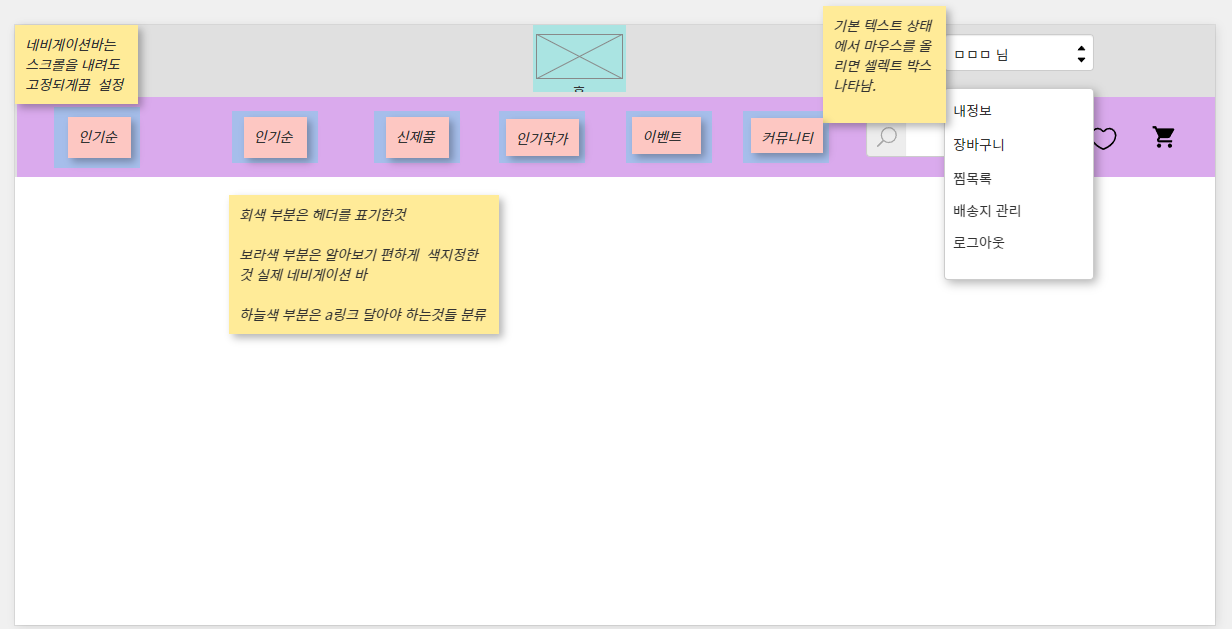 네비게이션바는
스크롤을 내려도
고정되게끔 설정
기본 텍스트 상태
에서 마우스를 올
리면 셀렉트 박스
나타남.
ㅁㅁㅁ 님
인기순
인기순
신제품
인기작가
이벤트
커뮤니티
내정보
장바구니
찜목록
배송지 관리
로그아웃
회색 부분은 헤더를 표기한것
보라색 부분은 알아보기 편하게 색지정한
것 실제 네비게이션 바
하늘색 부분은 a링크 달아야 하는것들 분류